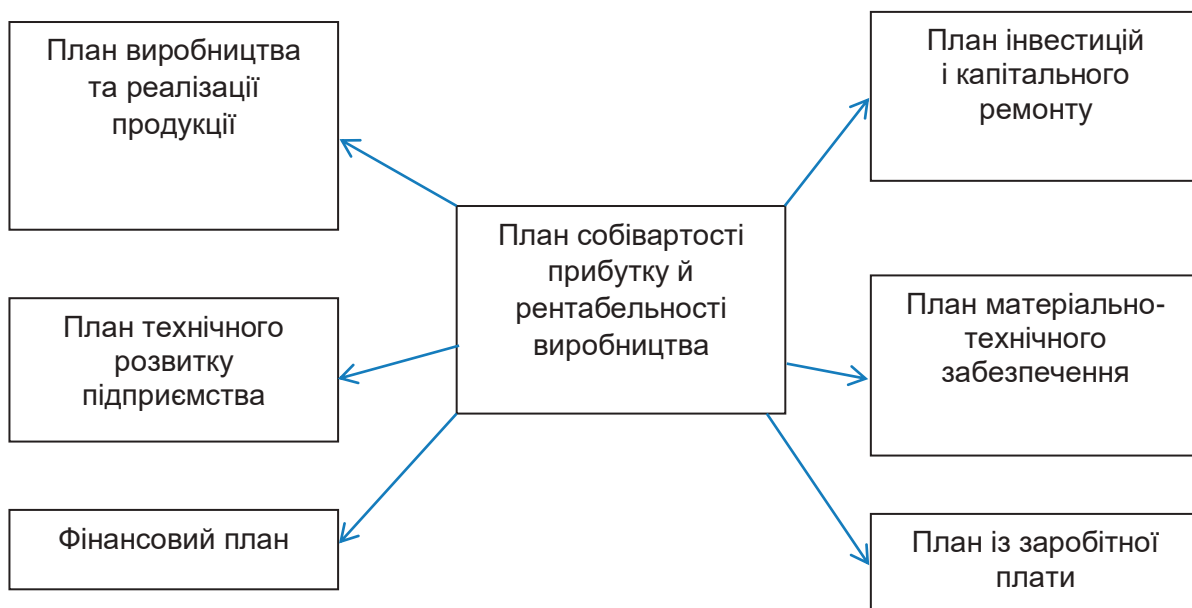 План виробництва
та реалізації
продукції
План технічного
розвитку
підприємства
Фінансовий план
План собівартості
прибутку й
рентабельності
виробництва
План інвестицій
і капітального
ремонту
План матеріально-
технічного
забезпечення
План із заробітної
плати